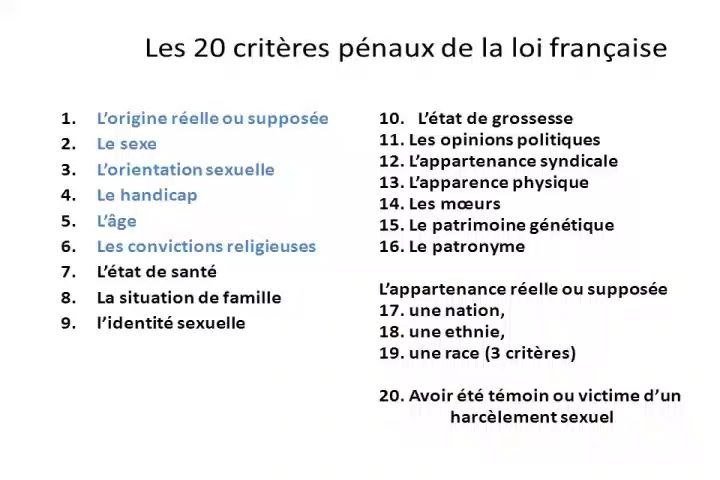 Les 20 critères pénaux de la loi française
1. L’origine réelle ou supposée
2. Le sexe
3. L’orientation sexuelle
4. Le handicap
5. L’âge
6. Les convictions religieuses
7. L’état de santé
8. La situation de famille
9. l’identité sexuelle
10. L’état de grossesse
11. Les opinions politiques
12. L’appartenance syndicale
13. L’apparence physique
14. Les mœurs
15. Le patrimoine génétique
16. Le patronyme
L’appartenance réelle ou supposée
17. une nation,
18. une ethnie,
19. une race (3 critères)
20. Avoir été témoin ou victime d’un
harcèlement sexuel